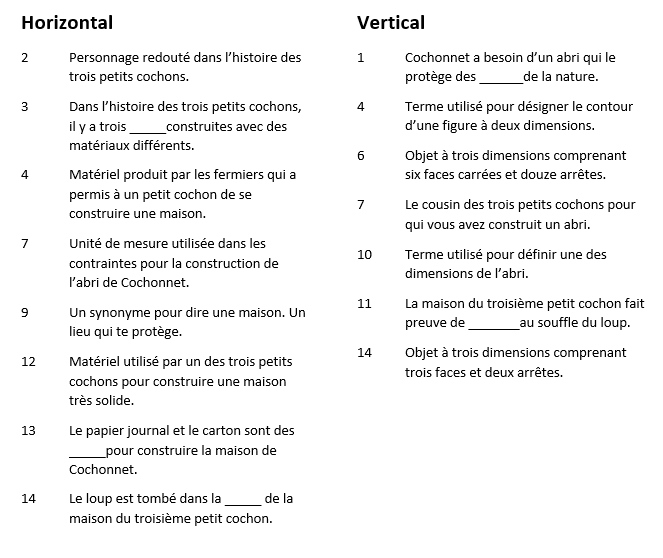 Horizontal
2 Personnage redouté dans l’histoire des
trois petits cochons.
3 Dans l’histoire des trois petits cochons,
il y a trois _____construites avec des
matériaux différents.
4 Matériel produit par les fermiers qui a
permis à un petit cochon de se
construire une maison.
7 Unité de mesure utilisée dans les
contraintes pour la construction de
l’abri de Cochonnet.
9 Un synonyme pour dire une maison. Un
lieu qui te protège.
12 Matériel utilisé par un des trois petits
cochons pour construire une maison
très solide.
13 Le papier journal et le carton sont des
_____pour construire la maison de
Cochonnet.
14 Le loup est tombé dans la _____ de la
maison du troisième petit cochon.
Vertical
1 Cochonnet a besoin d’un abri qui le
protège des ______de la nature.
4 Terme utilisé pour désigner le contour
d’une figure à deux dimensions.
6 Objet à trois dimensions comprenant
six faces carrées et douze arrêtes.
7 Le cousin des trois petits cochons pour
qui vous avez construit un abri.
10 Terme utilisé pour définir une des
dimensions de l’abri.
11 La maison du troisième petit cochon fait
preuve de _______au souffle du loup.
14 Objet à trois dimensions comprenant
trois faces et deux arrêtes.